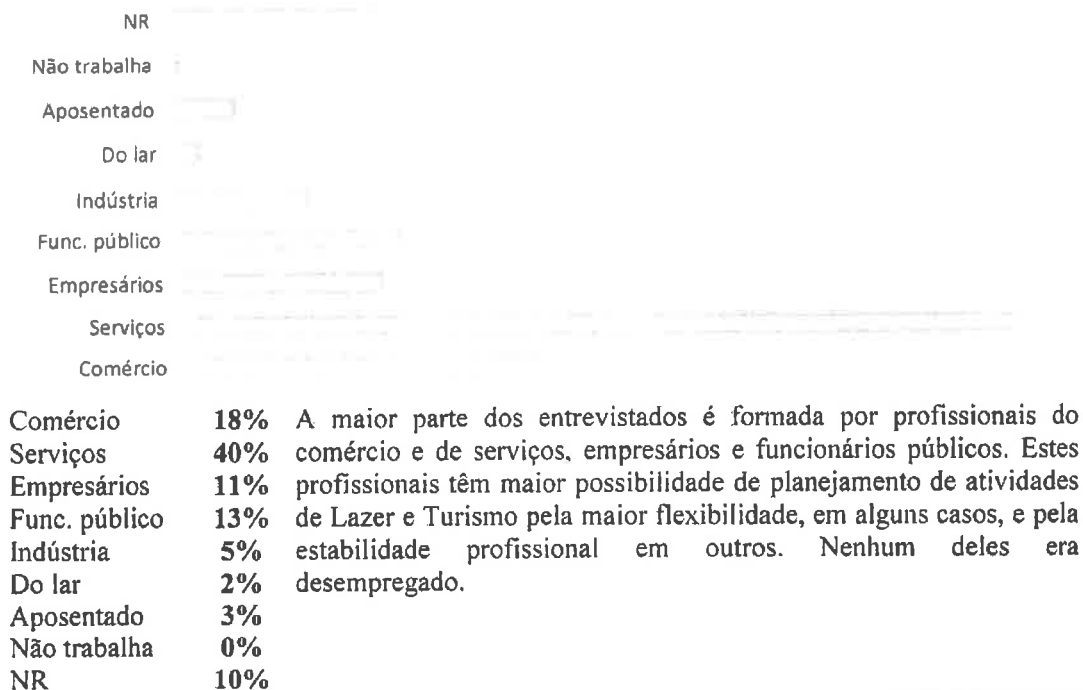 NR
Não trabalha
Aposentado
Do lar
Indústria
Func. público
Empresários
Serviços
Comércio
Comércio 18%
Serviços 40%
Empresários 11%
Func. público 13%
Indústria 5%
Do lar 2%
Aposentado 3%
Não trabalha 0%
NR 10%
A maior parte dos entrevistados é formada por profissionais do
comércio e de serviços, empresários e funcionários públicos. Estes
profissionais têm maior possibilidade de planejamento de atividades
de Lazer e Turismo pela maior flexibilidade, em alguns casos, e pela
estabilidade profissional em outros. Nenhum deles era
desempregado.